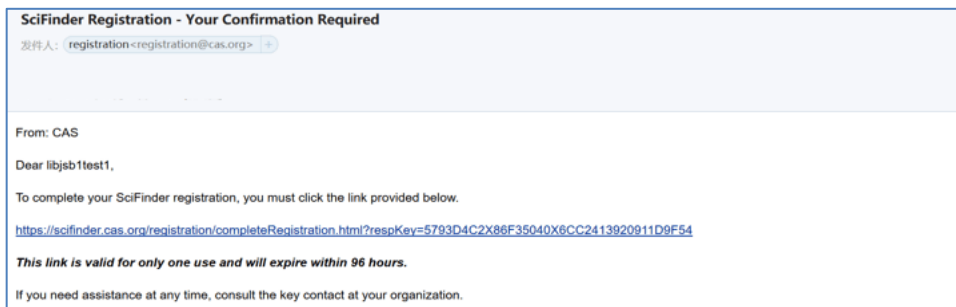 SciFinder Registration - Your Confirmation Required
发件人: registration<registration@cas.org> +
From: CAS
Dear libjsb1test1,
To complete your SciFinder registration, you must click the link provided below.
https://scifinder.cas.org/registration/completeRegistration.html?respKey=5793D4C2X86F35040X6CC2413920911D9F54
This link is valid for only one use and will expire within 96 hours.
If you need assistance at any time, consult the key contact at your organization.